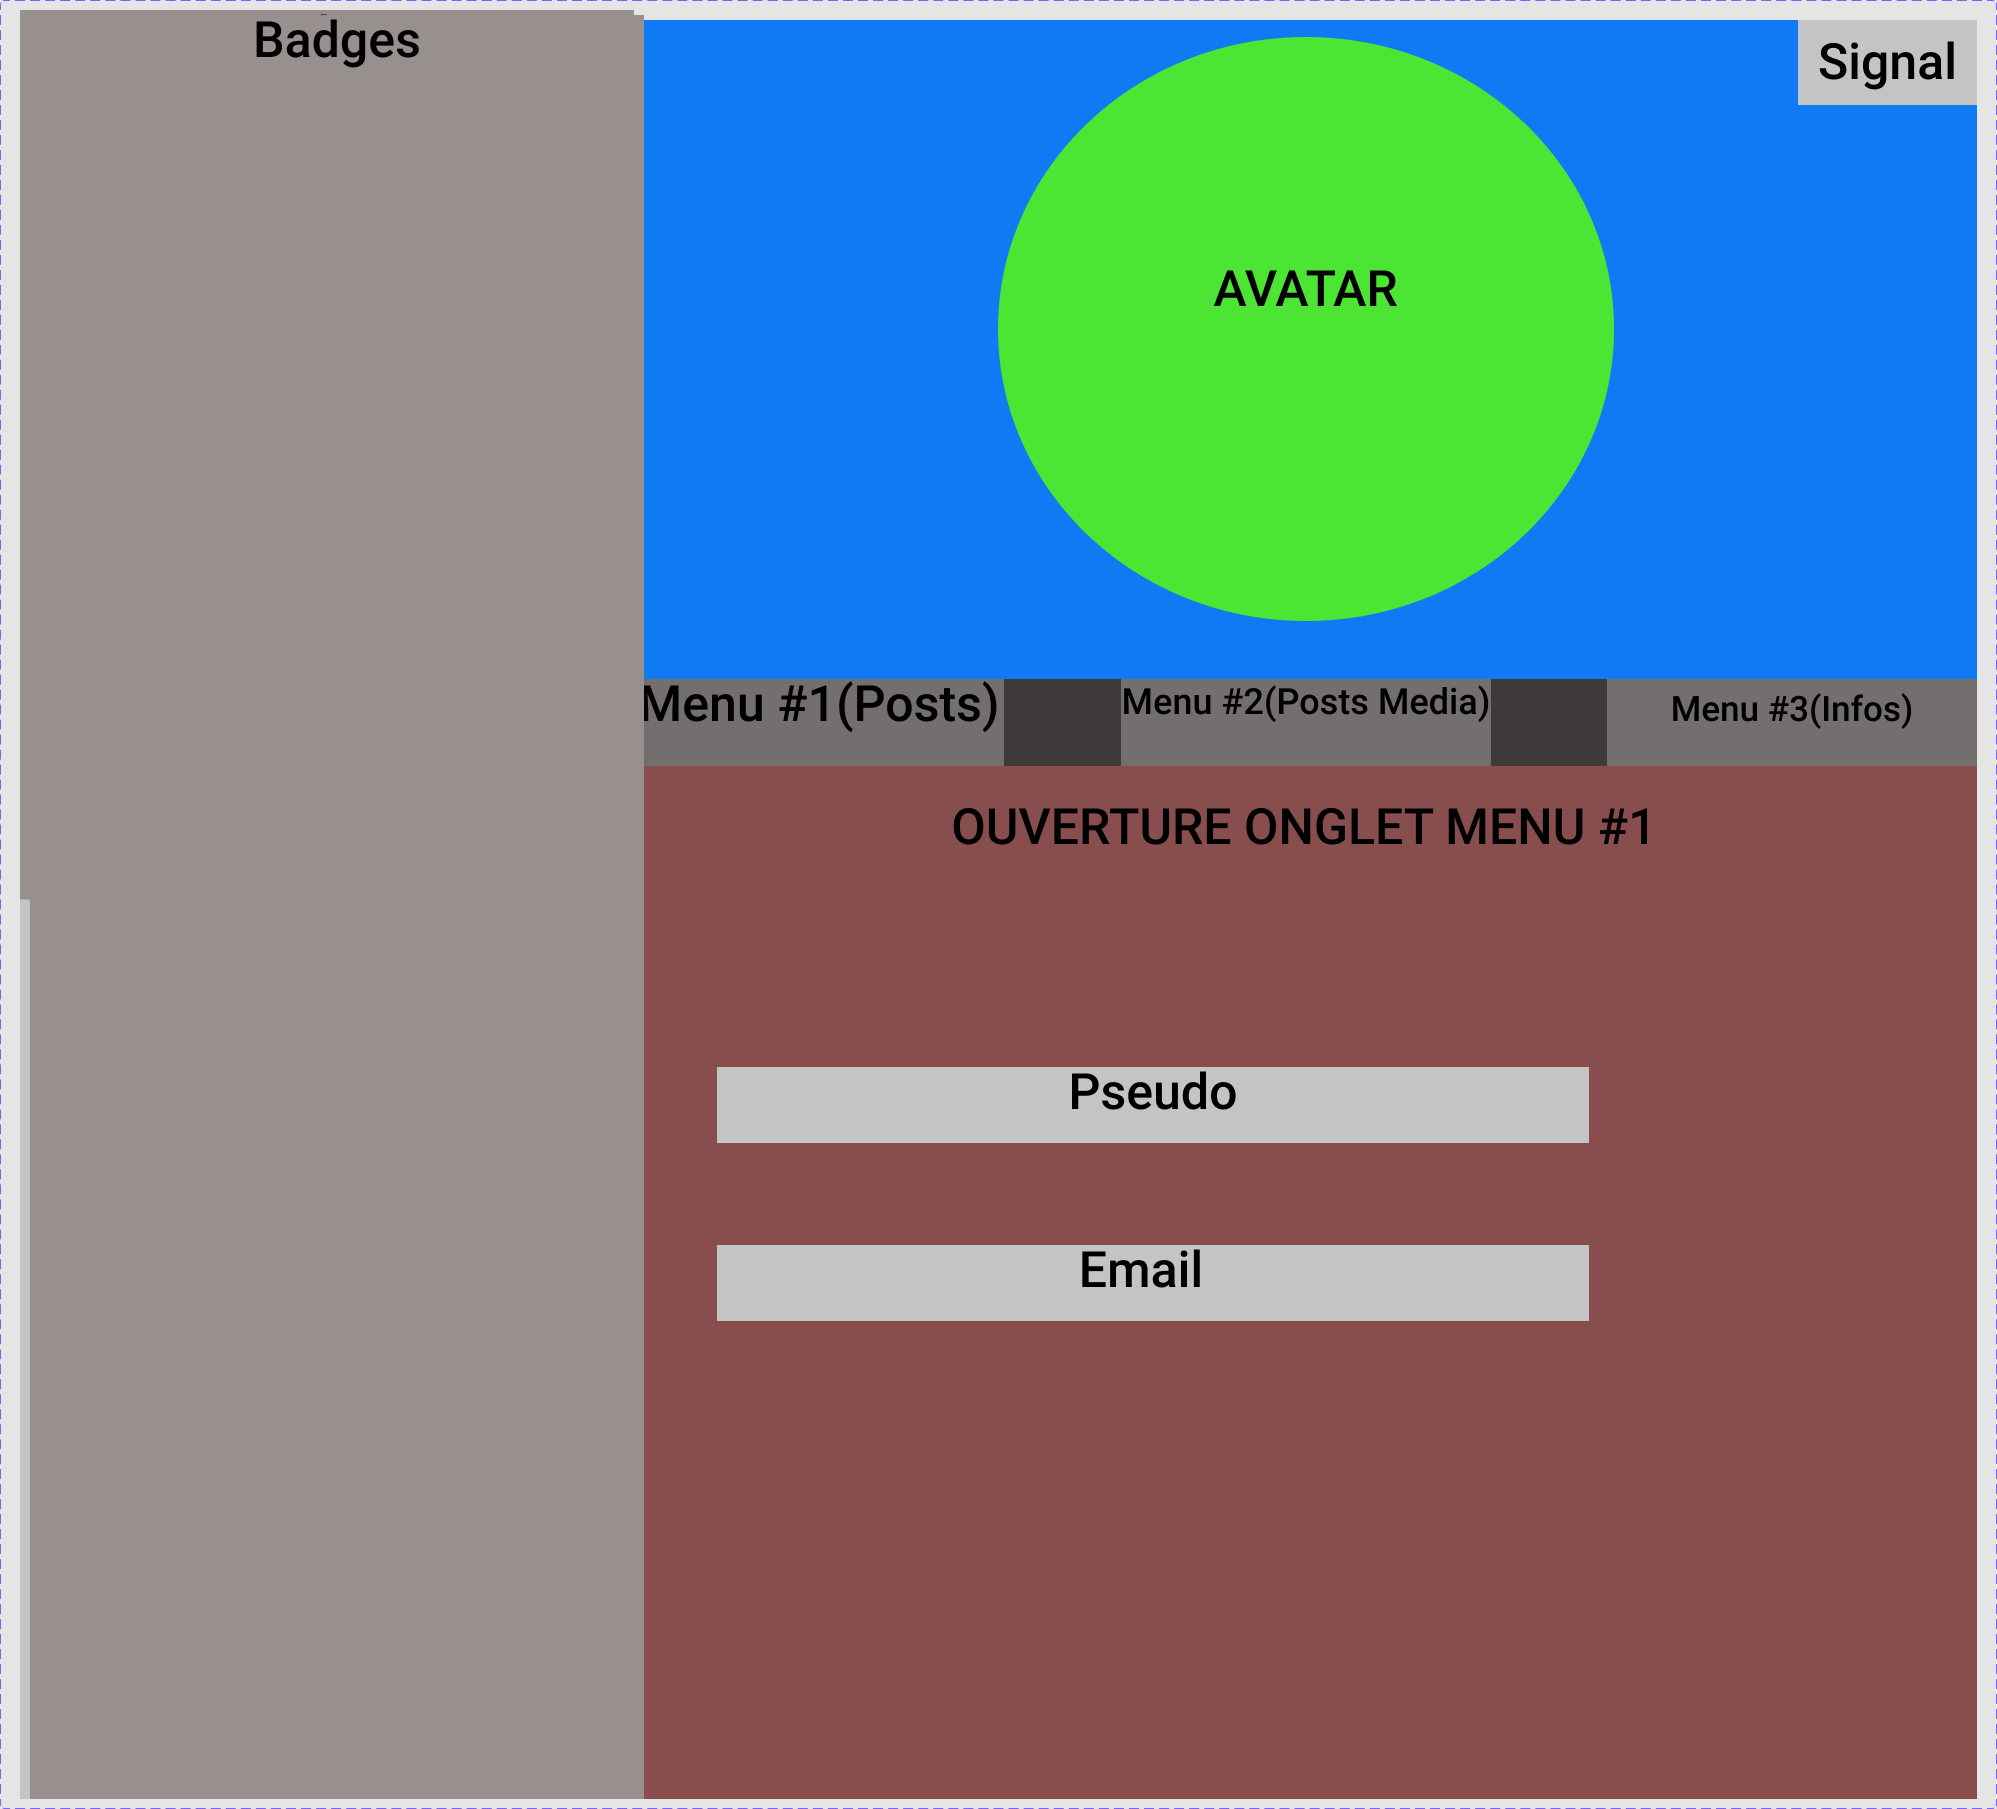 Badges
Signal
AVATAR
Menu #1(Posts)
Menu #2(Posts Media)
Menu #3(Infos)
OUVERTURE ONGLET MENU #1
Pseudo
Email